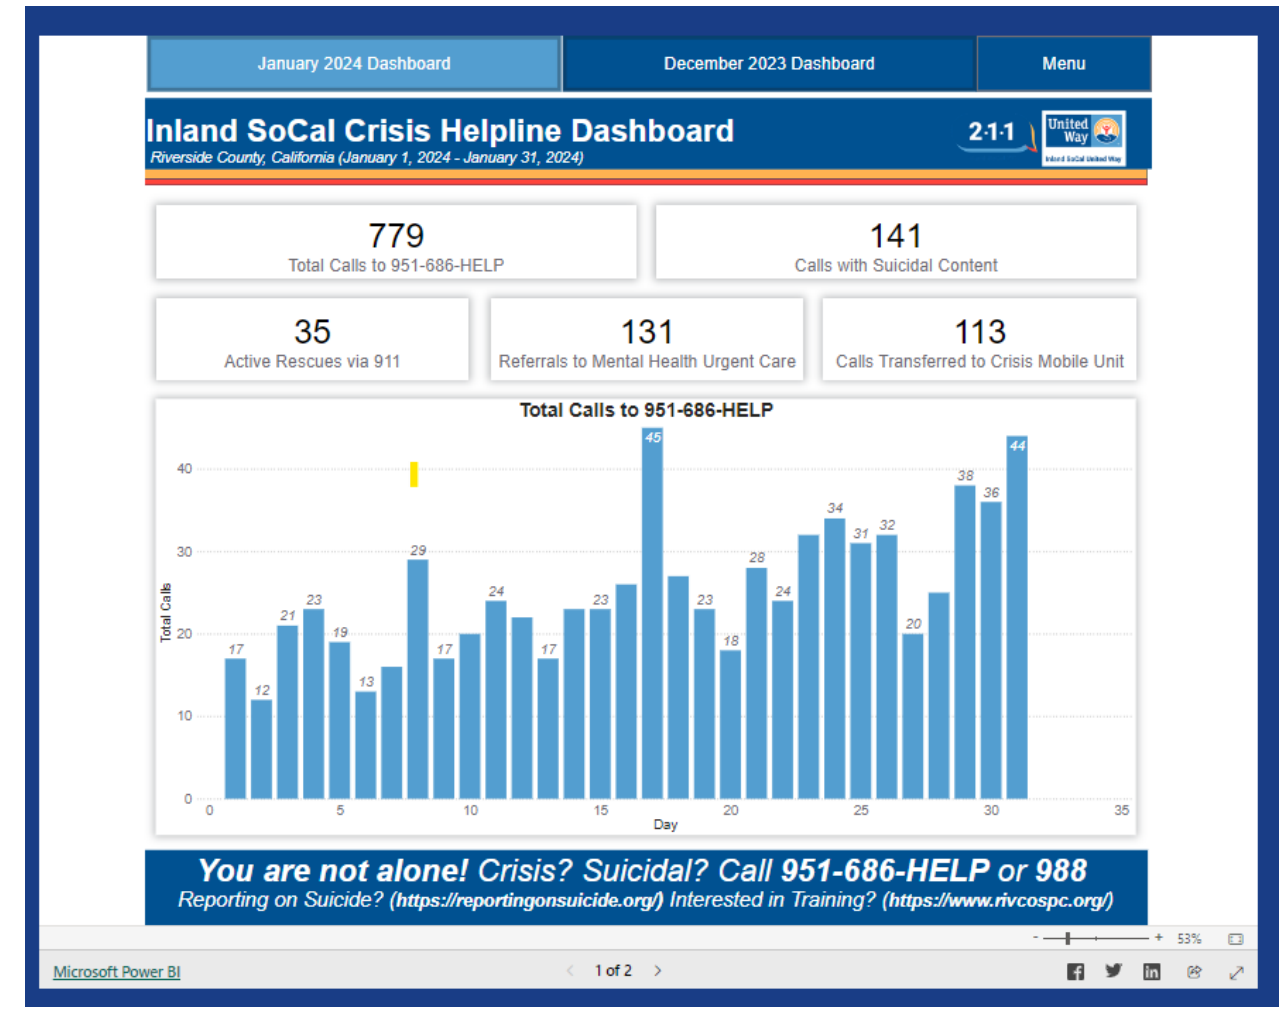 January 2024 Dashboard
December 2023 Dashboard
Menu
Inland SoCal Crisis Helpline Dashboard
Riverside County, California (January 1, 2024 - January 31, 2024)
2·1·1
United
Way
Inland SoCal United Way
779
Total Calls to 951-686-HELP
141
Calls with Suicidal Content
35
Active Rescues via 911
131
Referrals to Mental Health Urgent Care
113
Calls Transferred to Crisis Mobile Unit
Total Calls to 951-686-HELP
Total Calls
40
30
20
10
0
17
12
21
23
19
13
29
17
24
17
23
45
23
18
28
24
34
31
32
20
38
36
44
0 5 10 15 20 25 30 35
Day
You are not alone! Crisis? Suicidal? Call 951-686-HELP or 988
Reporting on Suicide? (https://reportingonsuicide.org/) Interested in Training? (https://www.rivcospc.org/)
- + 53%
Microsoft Power BI
< 1 of 2 >